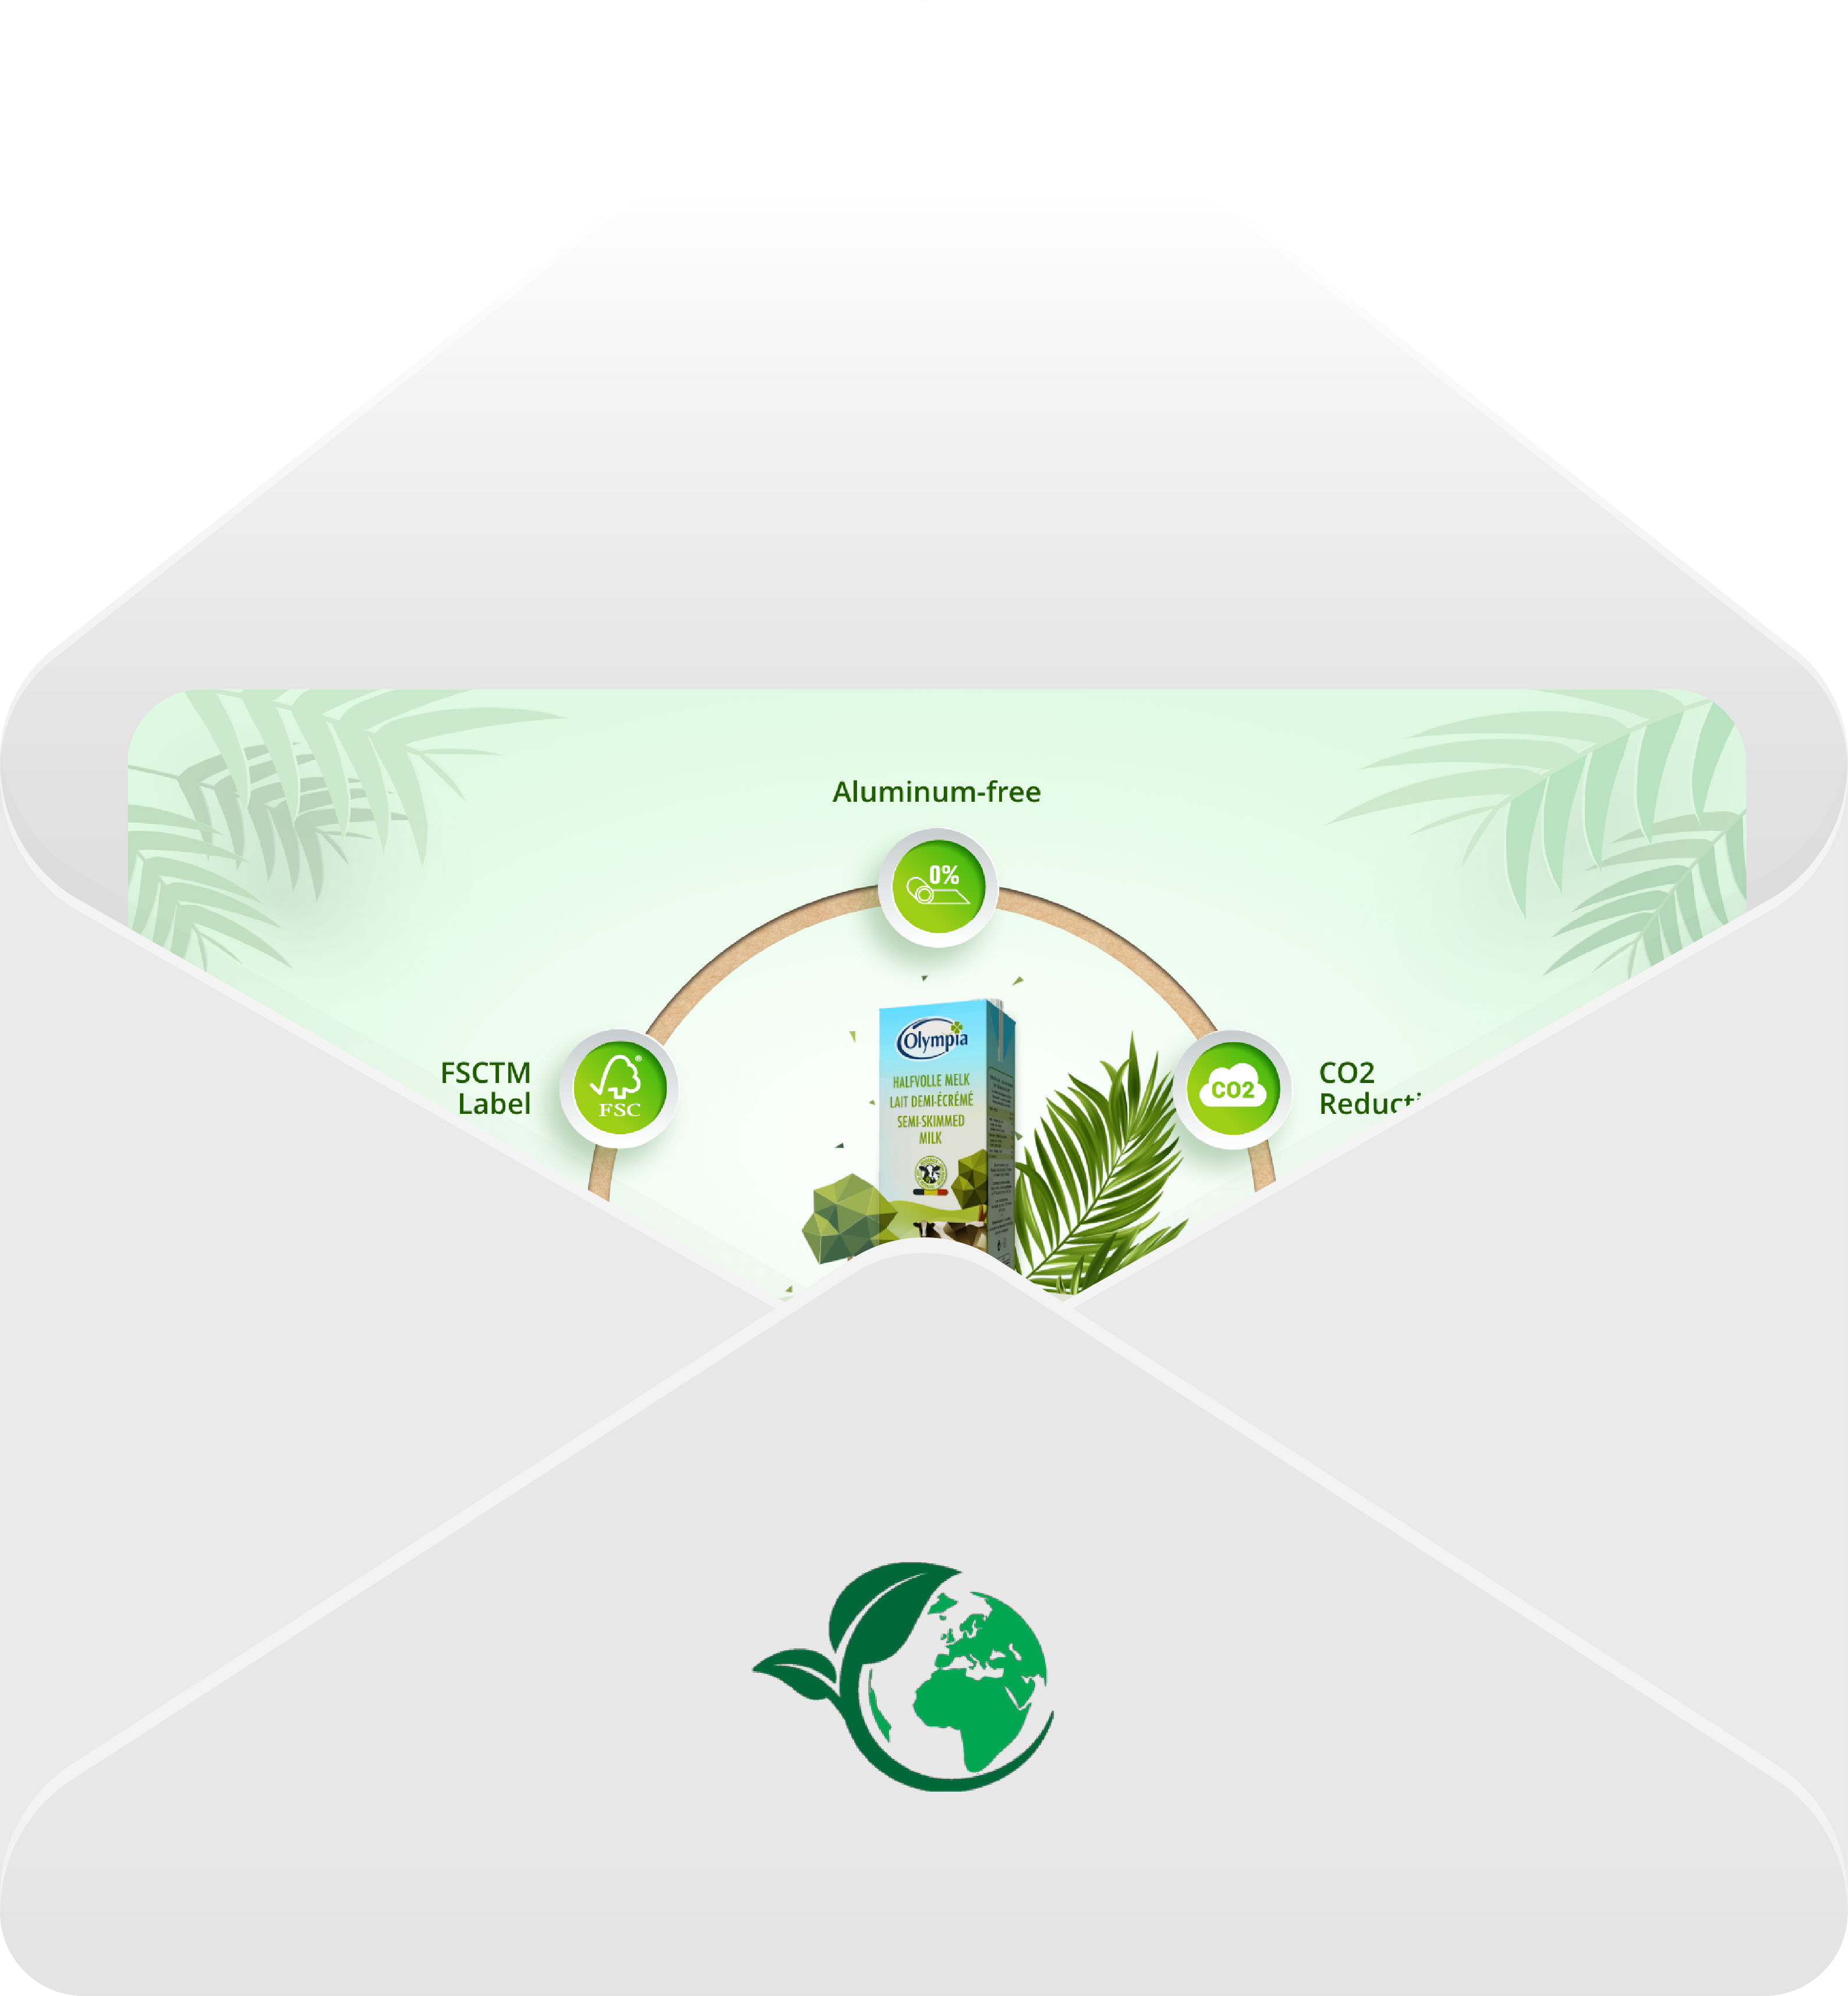 Aluminum-free
0%
FSCTM
Label
®
FSC
CO2
CO2
Olympia
HALFVOLLE MELK
LAIT DEMI-ÉCRÉMÉ
SEMI-SKIMMED
MILK